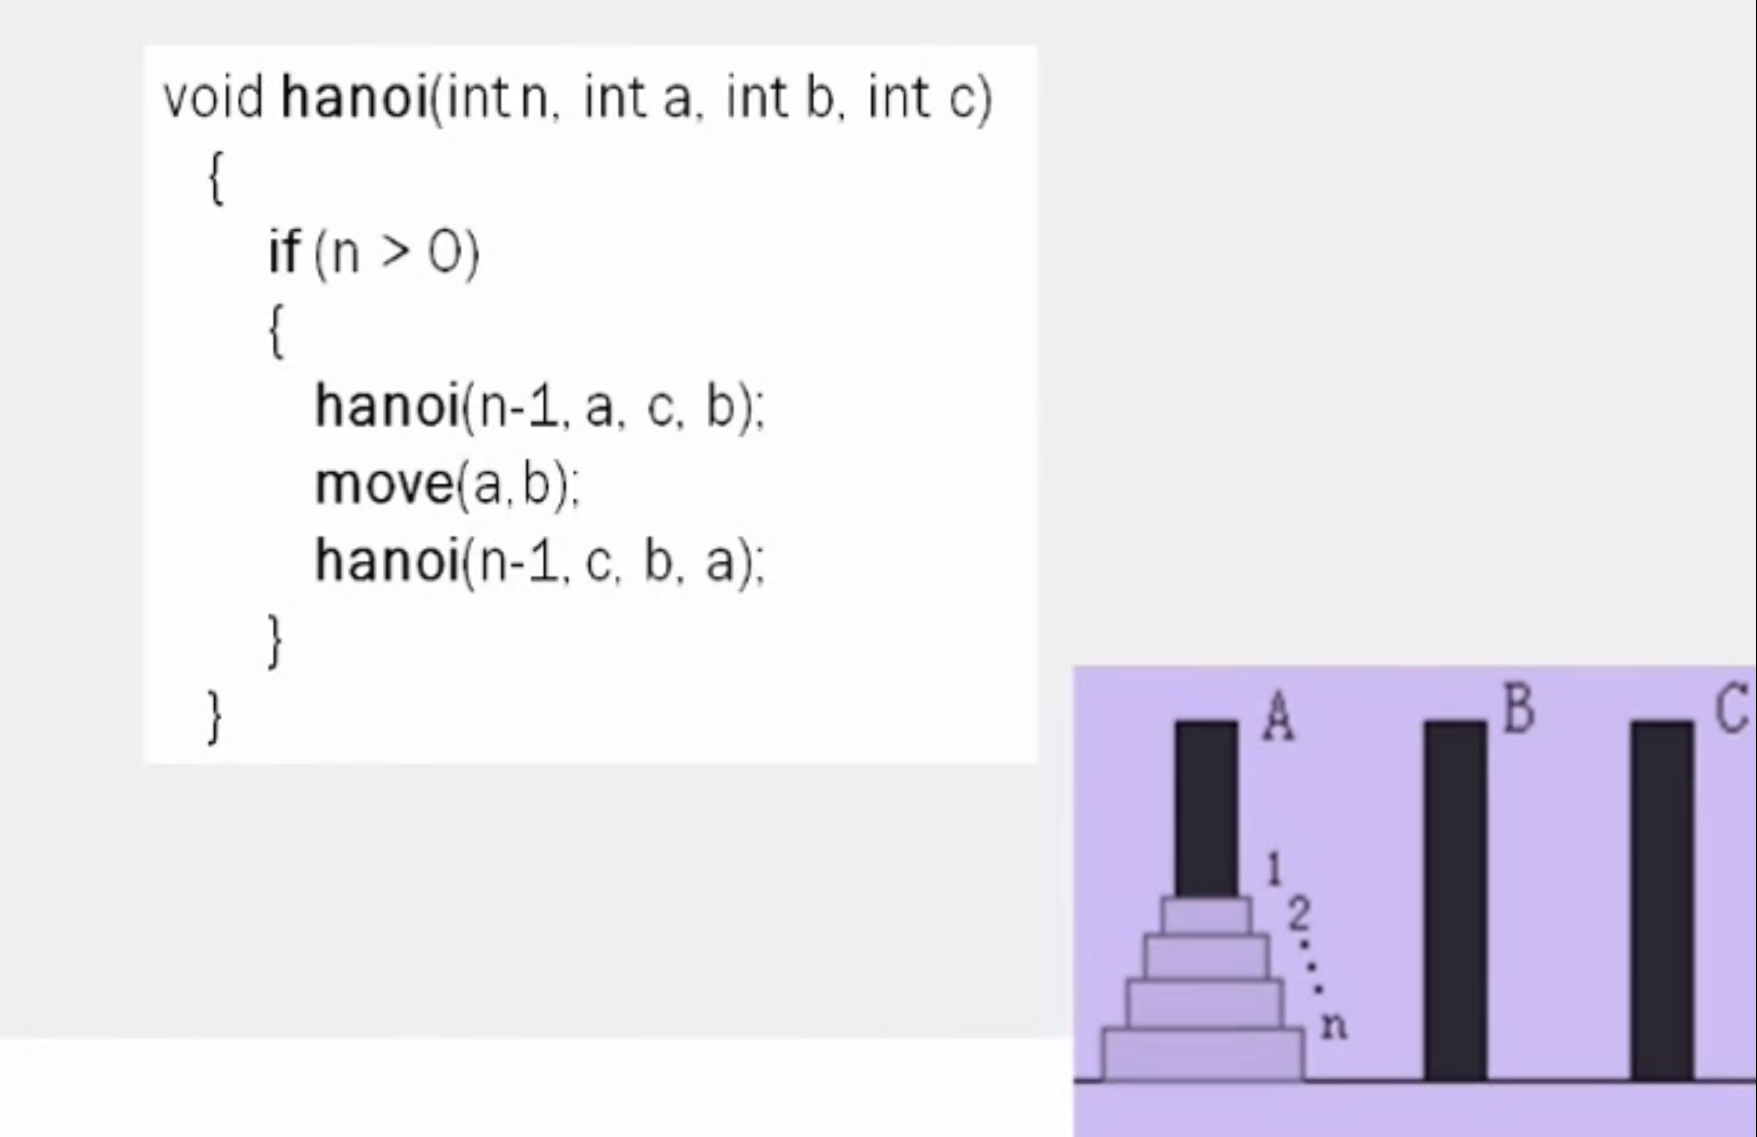 void hanoi(int n, int a, int b, int c)
{
if (n > 0)
{
hanoi(n-1, a, c, b);
move(a,b);
hanoi(n-1, c, b, a);
}
}
A B C
1
2
n